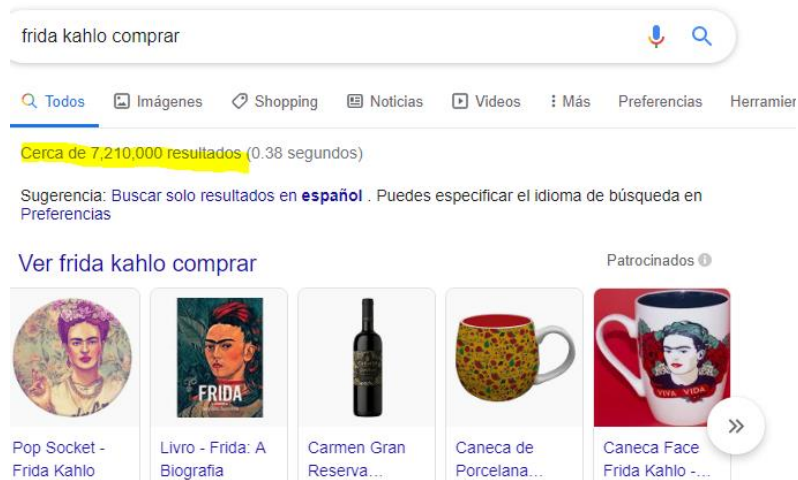 frida kahlo comprar
Todos Imágenes Shopping Noticias Videos Más Preferencias Herramier
Cerca de 7,210,000 resultados (0.38 segundos)
Sugerencia: Buscar solo resultados en español . Puedes especificar el idioma de búsqueda en
Preferencias
Ver frida kahlo comprar
Patrocinados
FRIDA
VIVA VIDA
Pop Socket -
Frida Kahlo
Livro - Frida: A
Biografia
Carmen Gran
Reserva...
Caneca de
Porcelana...
Caneca Face
Frida Kahlo -...